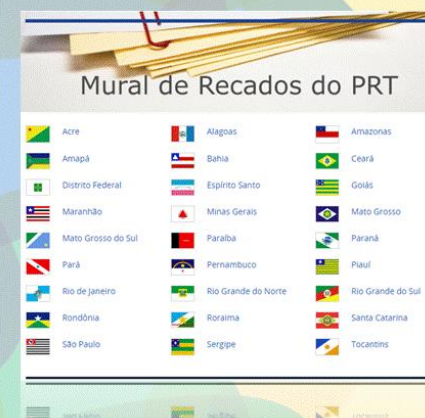 Mural de Recados do PRT
Acre Alagoas Amazonas
Amapá Bahia Ceará
Distrito Federal Espírito Santo Goiás
Maranhão Minas Gerais Mato Grosso
Mato Grosso do Sul Paraíba Paraná
Pará Pernambuco Piauí
Rio de Janeiro Rio Grande do Norte Rio Grande do Sul
Rondônia Roraima Santa Catarina
São Paulo Sergipe Tocantins